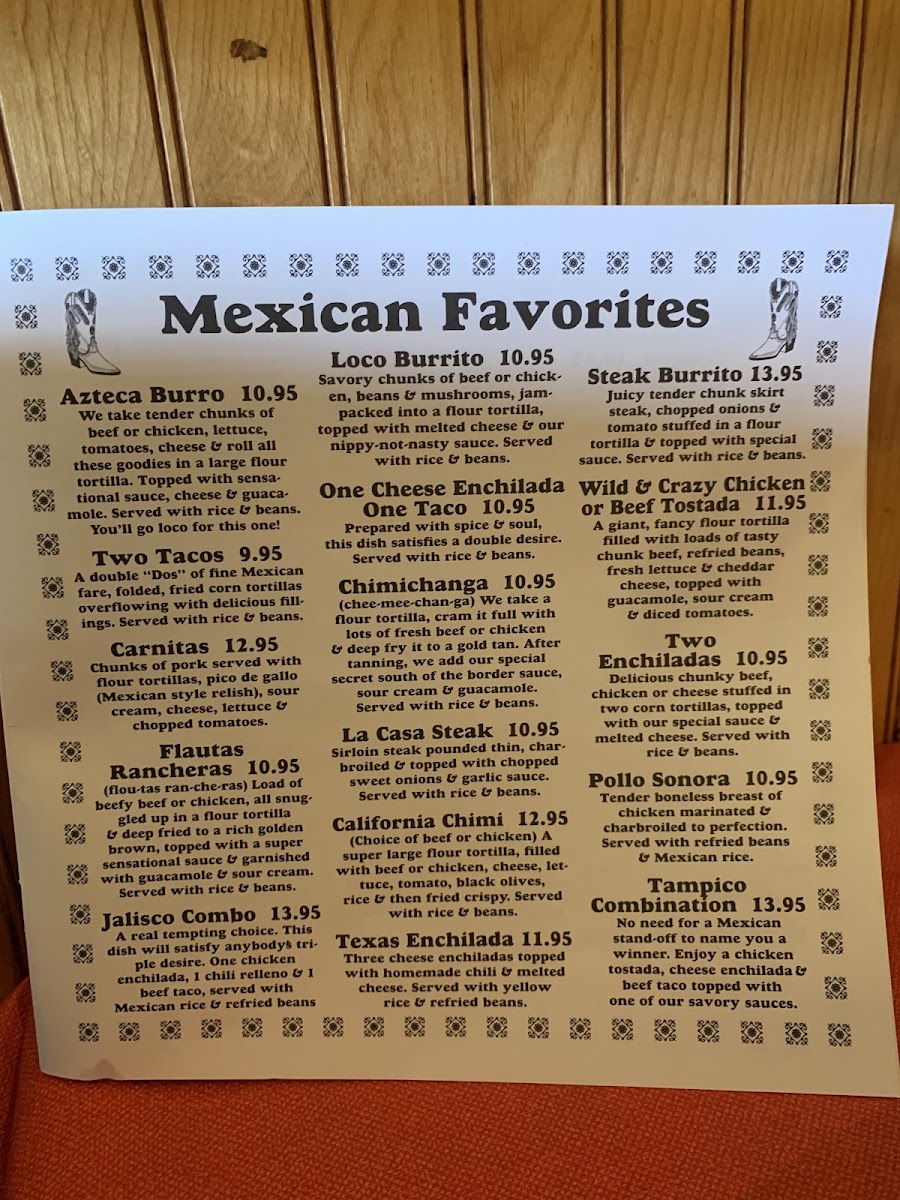 Mexican Favorites
Azteca Burro 10.95
We take tender chunks of
beef or chicken, lettuce,
tomatoes, cheese & roll all
these goodies in a large flour
tortilla. Topped with sensa-
tional sauce, cheese & guaca-
mole. Served with rice & beans.
You'll go loco for this one!
Two Tacos 9.95
A double “Dos” of fine Mexican
fare, folded, fried corn tortillas
overflowing with delicious fill-
ings. Served with rice & beans.
Carnitas 12.95
Chunks of pork served with
flour tortillas, pico de gallo
(Mexican style relish), sour
cream, cheese, lettuce &
chopped tomatoes.
Flautas
Rancheras 10.95
(flou-tas ran-che-ras) Load of
beefy beef or chicken, all snug-
gled up in a flour tortilla
& deep fried to a rich golden
brown, topped with a super
sensational sauce & garnished
with guacamole & sour cream.
Served with rice & beans.
Jalisco Combo 13.95
A real tempting choice. This
dish will satisfy anybody's tri-
ple desire. One chicken
enchilada, 1 chili relleno & 1
beef taco, served with
Mexican rice & refried beans
Loco Burrito 10.95
Savory chunks of beef or chick-
en, beans & mushrooms, jam-
packed into a flour tortilla,
topped with melted cheese & our
nippy-not-nasty sauce. Served
with rice & beans.
One Cheese Enchilada
One Taco 10.95
Prepared with spice & soul,
this dish satisfies a double desire.
Served with rice & beans.
Chimichanga 10.95
(chee-mee-chan-ga) We take a
flour tortilla, cram it full with
lots of fresh beef or chicken
& deep fry it to a gold tan. After
tanning, we add our special
secret south of the border sauce,
sour cream & guacamole.
Served with rice & beans.
La Casa Steak 10.95
Sirloin steak pounded thin, char-
broiled & topped with chopped
sweet onions & garlic sauce.
Served with rice & beans.
California Chimi 12.95
(Choice of beef or chicken) A
super large flour tortilla, filled
with beef or chicken, cheese, let-
tuce, tomato, black olives,
rice & then fried crispy. Served
with rice & beans.
Texas Enchilada 11.95
Three cheese enchiladas topped
with homemade chili & melted
cheese. Served with yellow
rice & refried beans.
Steak Burrito 13.95
Juicy tender chunk skirt
steak, chopped onions &
tomato stuffed in a flour
tortilla & topped with special
sauce. Served with rice & beans.
Wild & Crazy Chicken
or Beef Tostada 11.95
A giant, fancy flour tortilla
filled with loads of tasty
chunk beef, refried beans,
fresh lettuce & cheddar
cheese, topped with
guacamole, sour cream
& diced tomatoes.
Two
Enchiladas 10.95
Delicious chunky beef,
chicken or cheese stuffed in
two corn tortillas, topped
with our special sauce &
melted cheese. Served with
rice & beans.
Pollo Sonora 10.95
Tender boneless breast of
chicken marinated &
charbroiled to perfection.
Served with refried beans
& Mexican rice.
Tampico
Combination 13.95
No need for a Mexican
stand-off to name you a
winner. Enjoy a chicken
tostada, cheese enchilada &
beef taco topped with
one of our savory sauces.